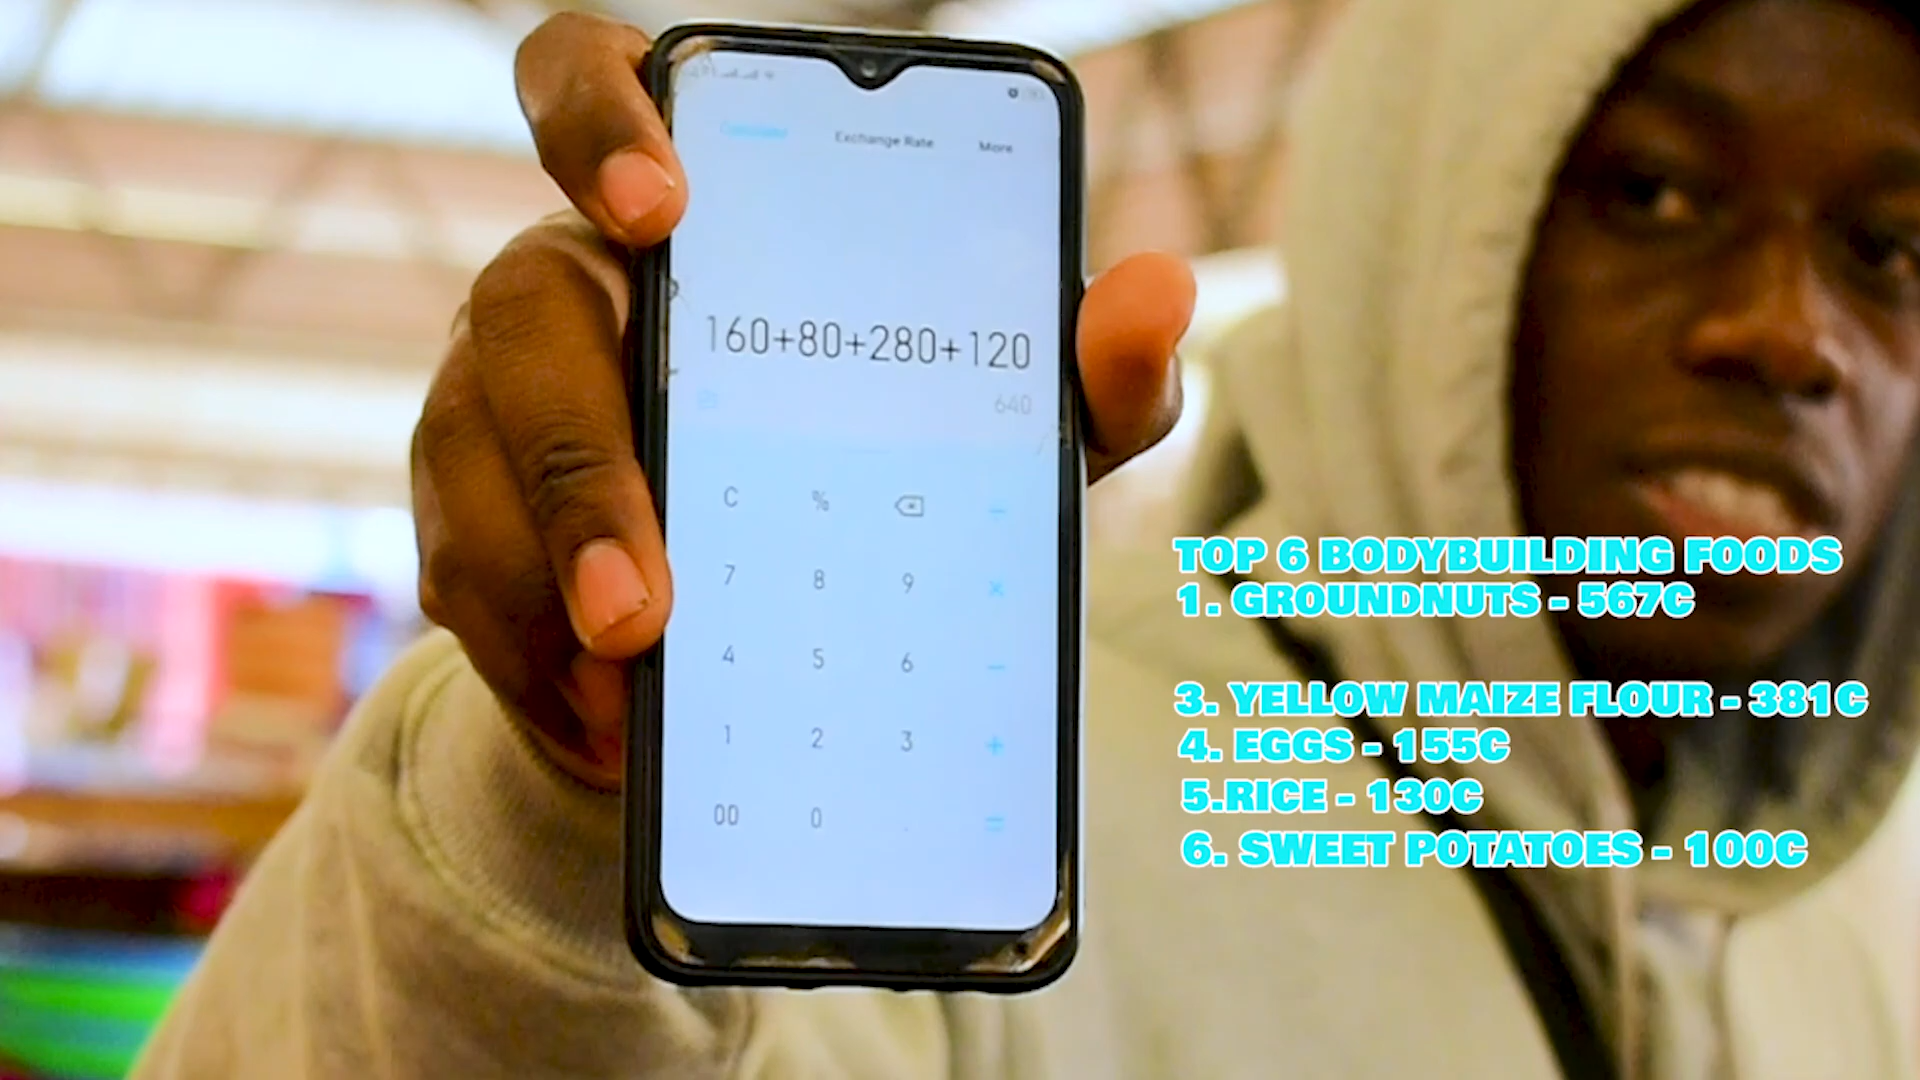 Exchange Rate More
160+80+280+120
640
C %
7 8 9 ×
4 5 6 −
1 2 3 +
00 0 . =
TOP 6 BODYBUILDING FOODS
1. GROUNDNUTS - 567C
3. YELLOW MAIZE FLOUR - 381C
4. EGGS - 155C
5.RICE - 130C
6. SWEET POTATOES - 100C